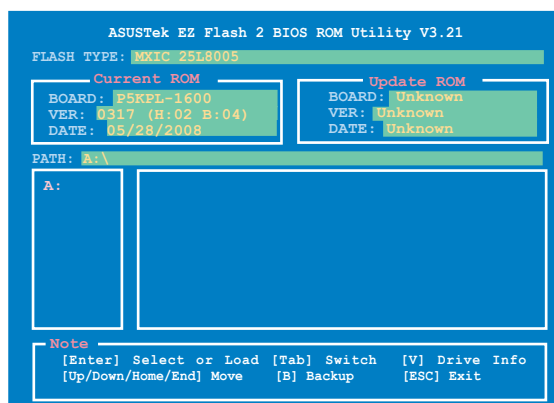 ASUSTek EZ Flash 2 BIOS ROM Utility V3.21
FLASH TYPE: MXIC 25L8005
Current ROM
BOARD: P5KPL-1600
VER: 0317 (H:02 B:04)
DATE: 05/28/2008
Update ROM
BOARD: Unknown
VER: Unknown
DATE: Unknown
PATH: A:\
A:
Note
[Enter] Select or Load [Tab] Switch [V] Drive Info
[Up/Down/Home/End] Move [B] Backup [ESC] Exit